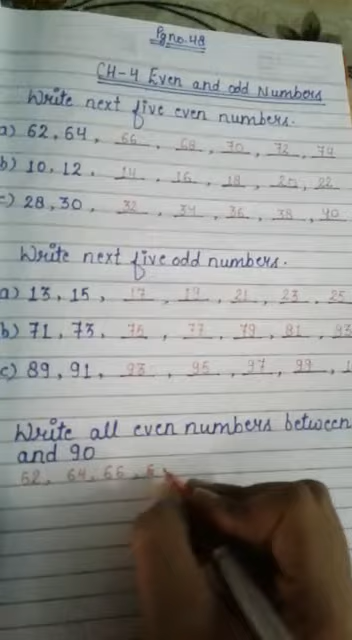 Pg no. 48
CH-4 Even and odd Numbers
Write next five even numbers.
a) 62, 64, 66, 68, 70, 72, 74
b) 10, 12, 14, 16, 18, 20, 22
c) 28, 30, 32, 34, 36, 38, 40
Write next five odd numbers.
a) 13, 15, 17, 19, 21, 23, 25
b) 71, 73, 75, 77, 79, 81, 83
c) 89, 91, 93, 95, 97, 99,
Write all even numbers between
and 90
62, 64, 66, 6